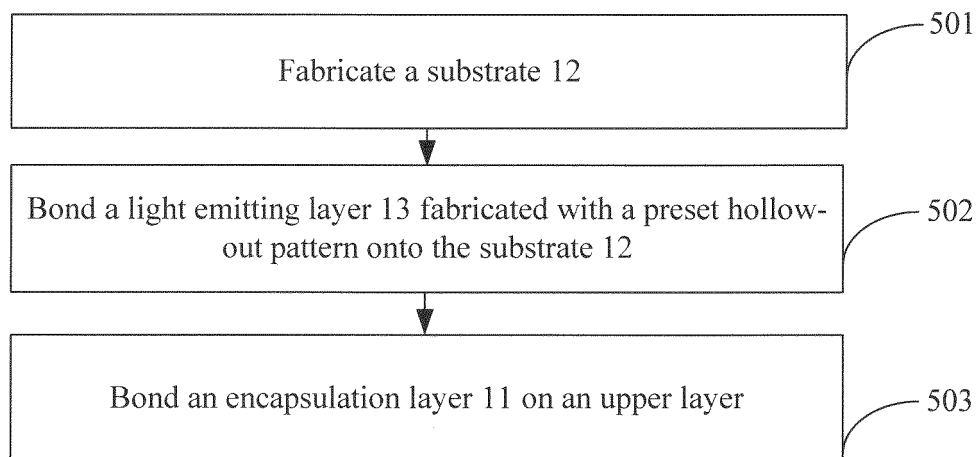 501
Fabricate a substrate 12
Bond a light emitting layer 13 fabricated with a preset hollow-
out pattern onto the substrate 12
502
Bond an encapsulation layer 11 on an upper layer
503